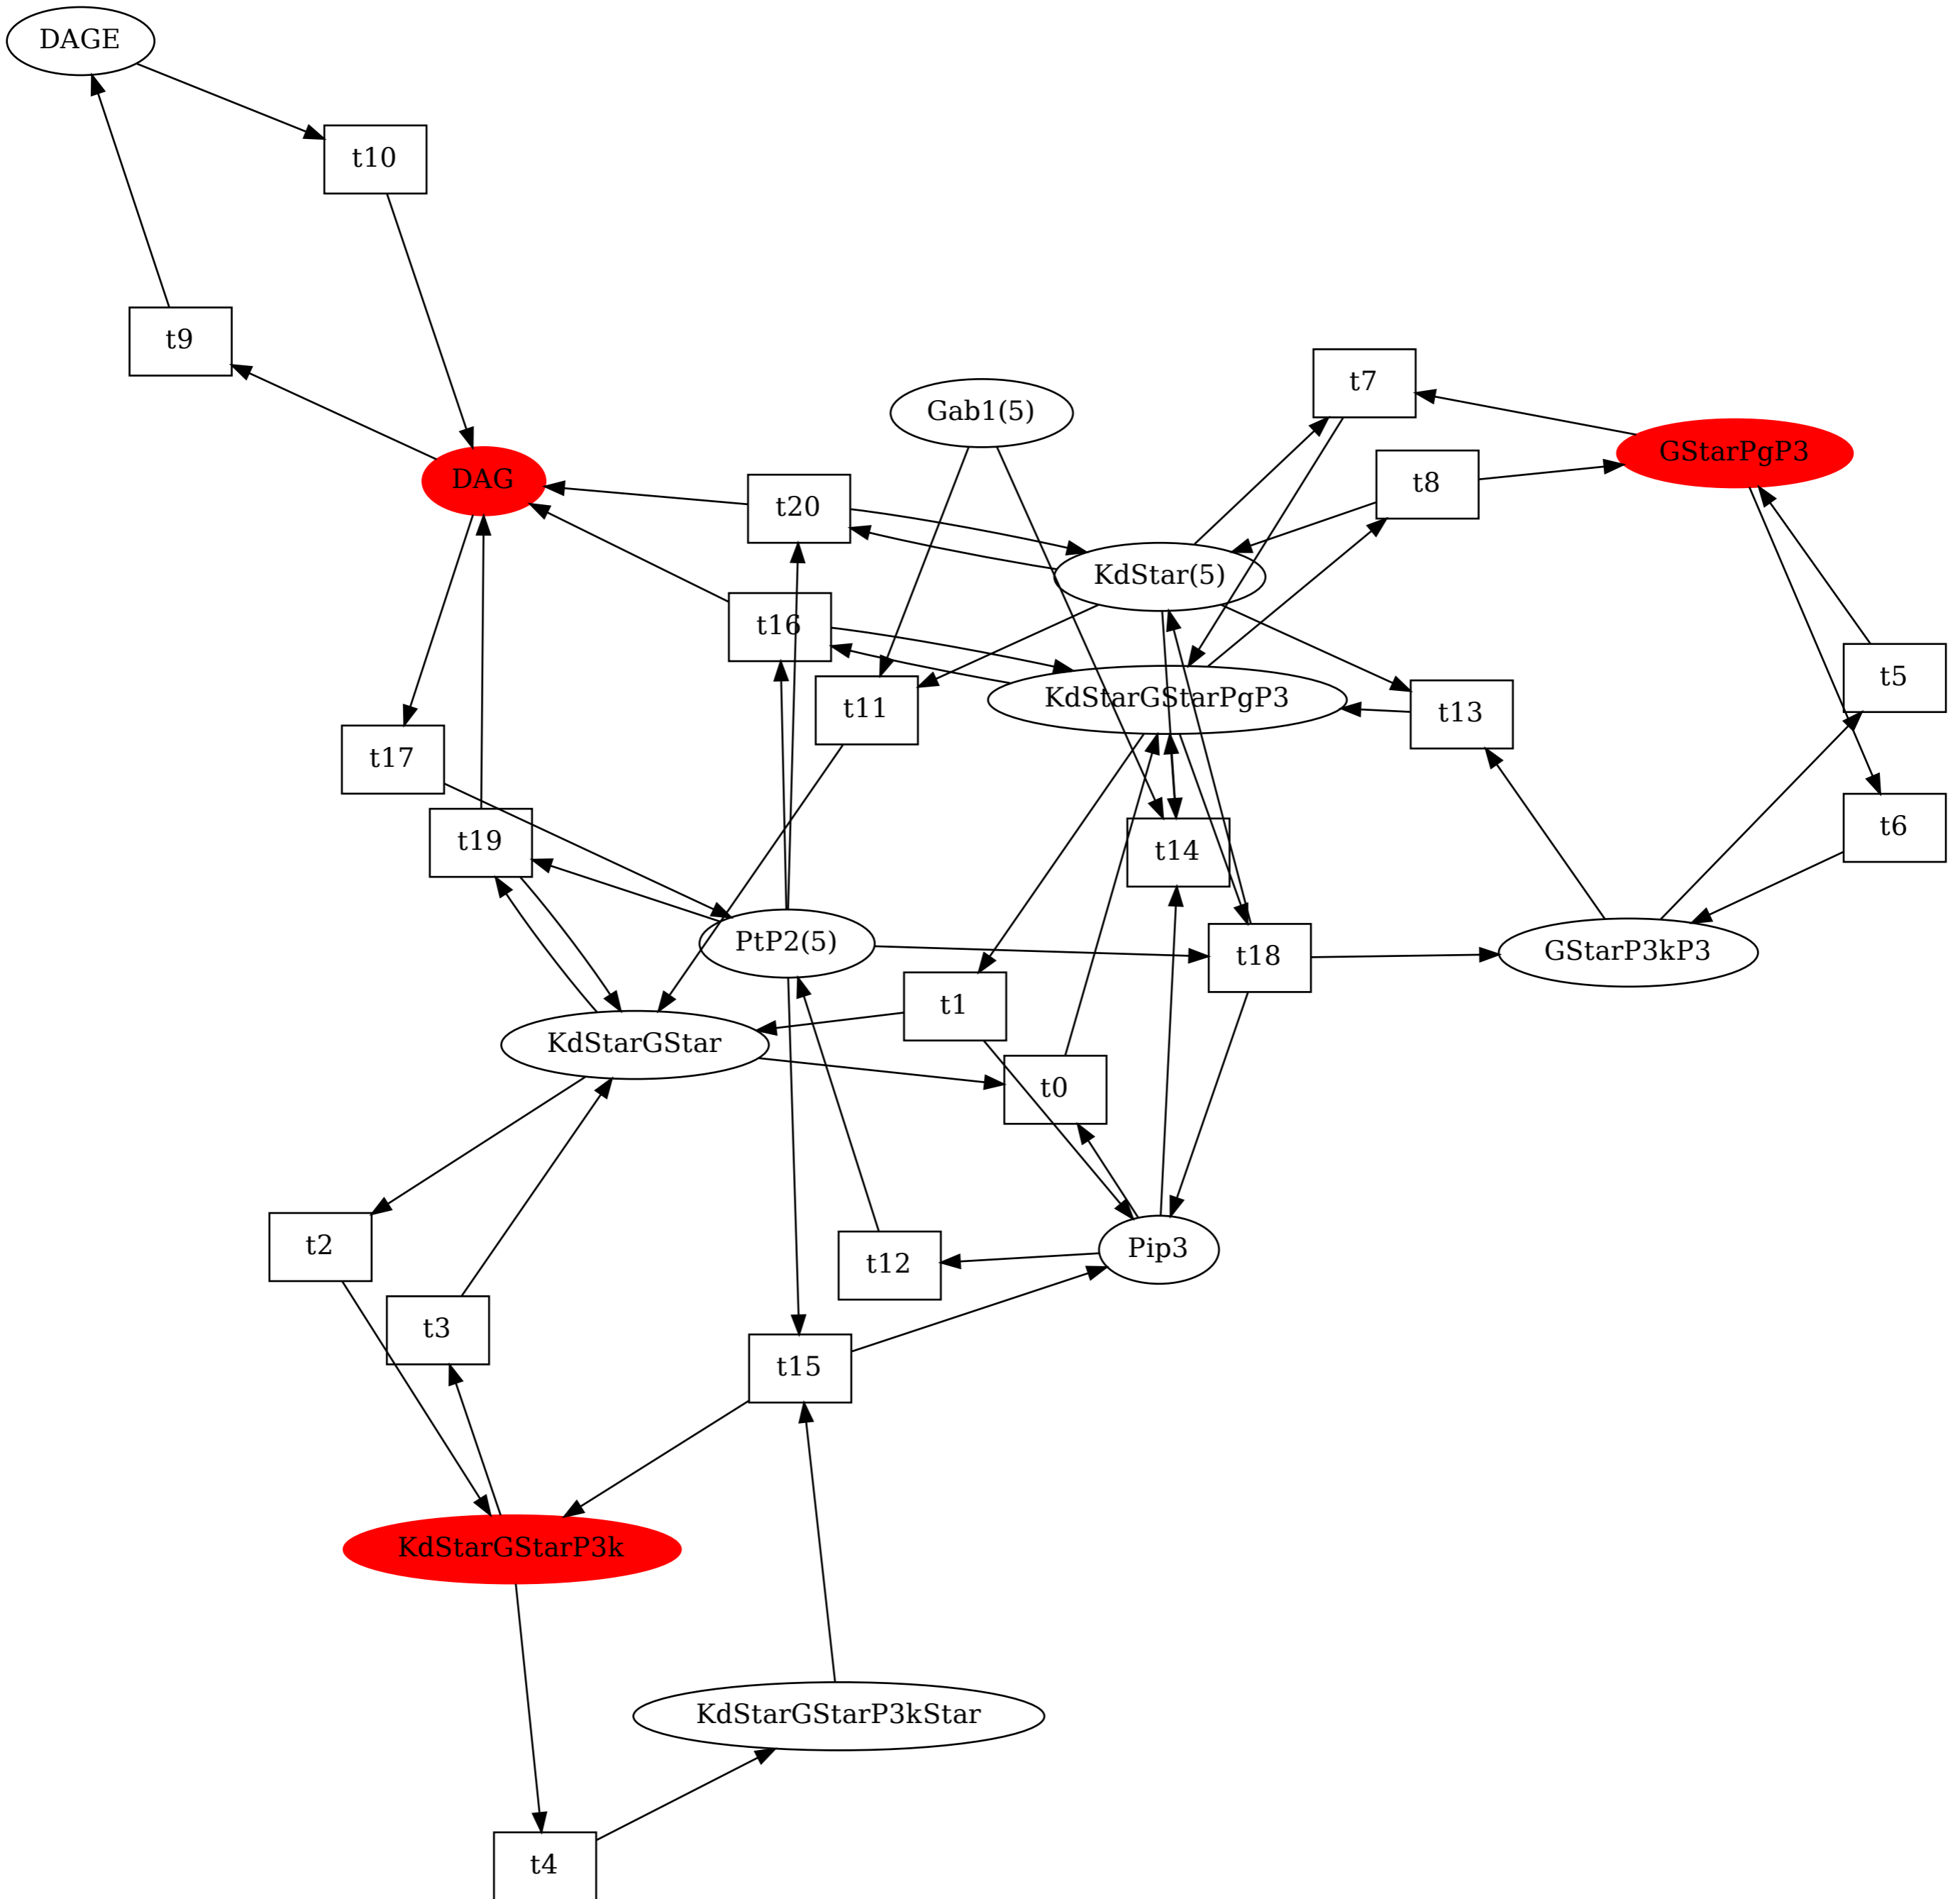 DAGE
t10
t9
t7
Gab1(5)
GStarPgP3
DAG
t8
t20
KdStar(5)
t16
t5
KdStarGStarPgP3
t11
t13
t17
t6
t19
t14
PtP2(5)
GStarP3kP3
t18
t1
KdStarGStar
t0
t2
Pip3
t12
t3
t15
KdStarGStarP3k
KdStarGStarP3kStar
t4